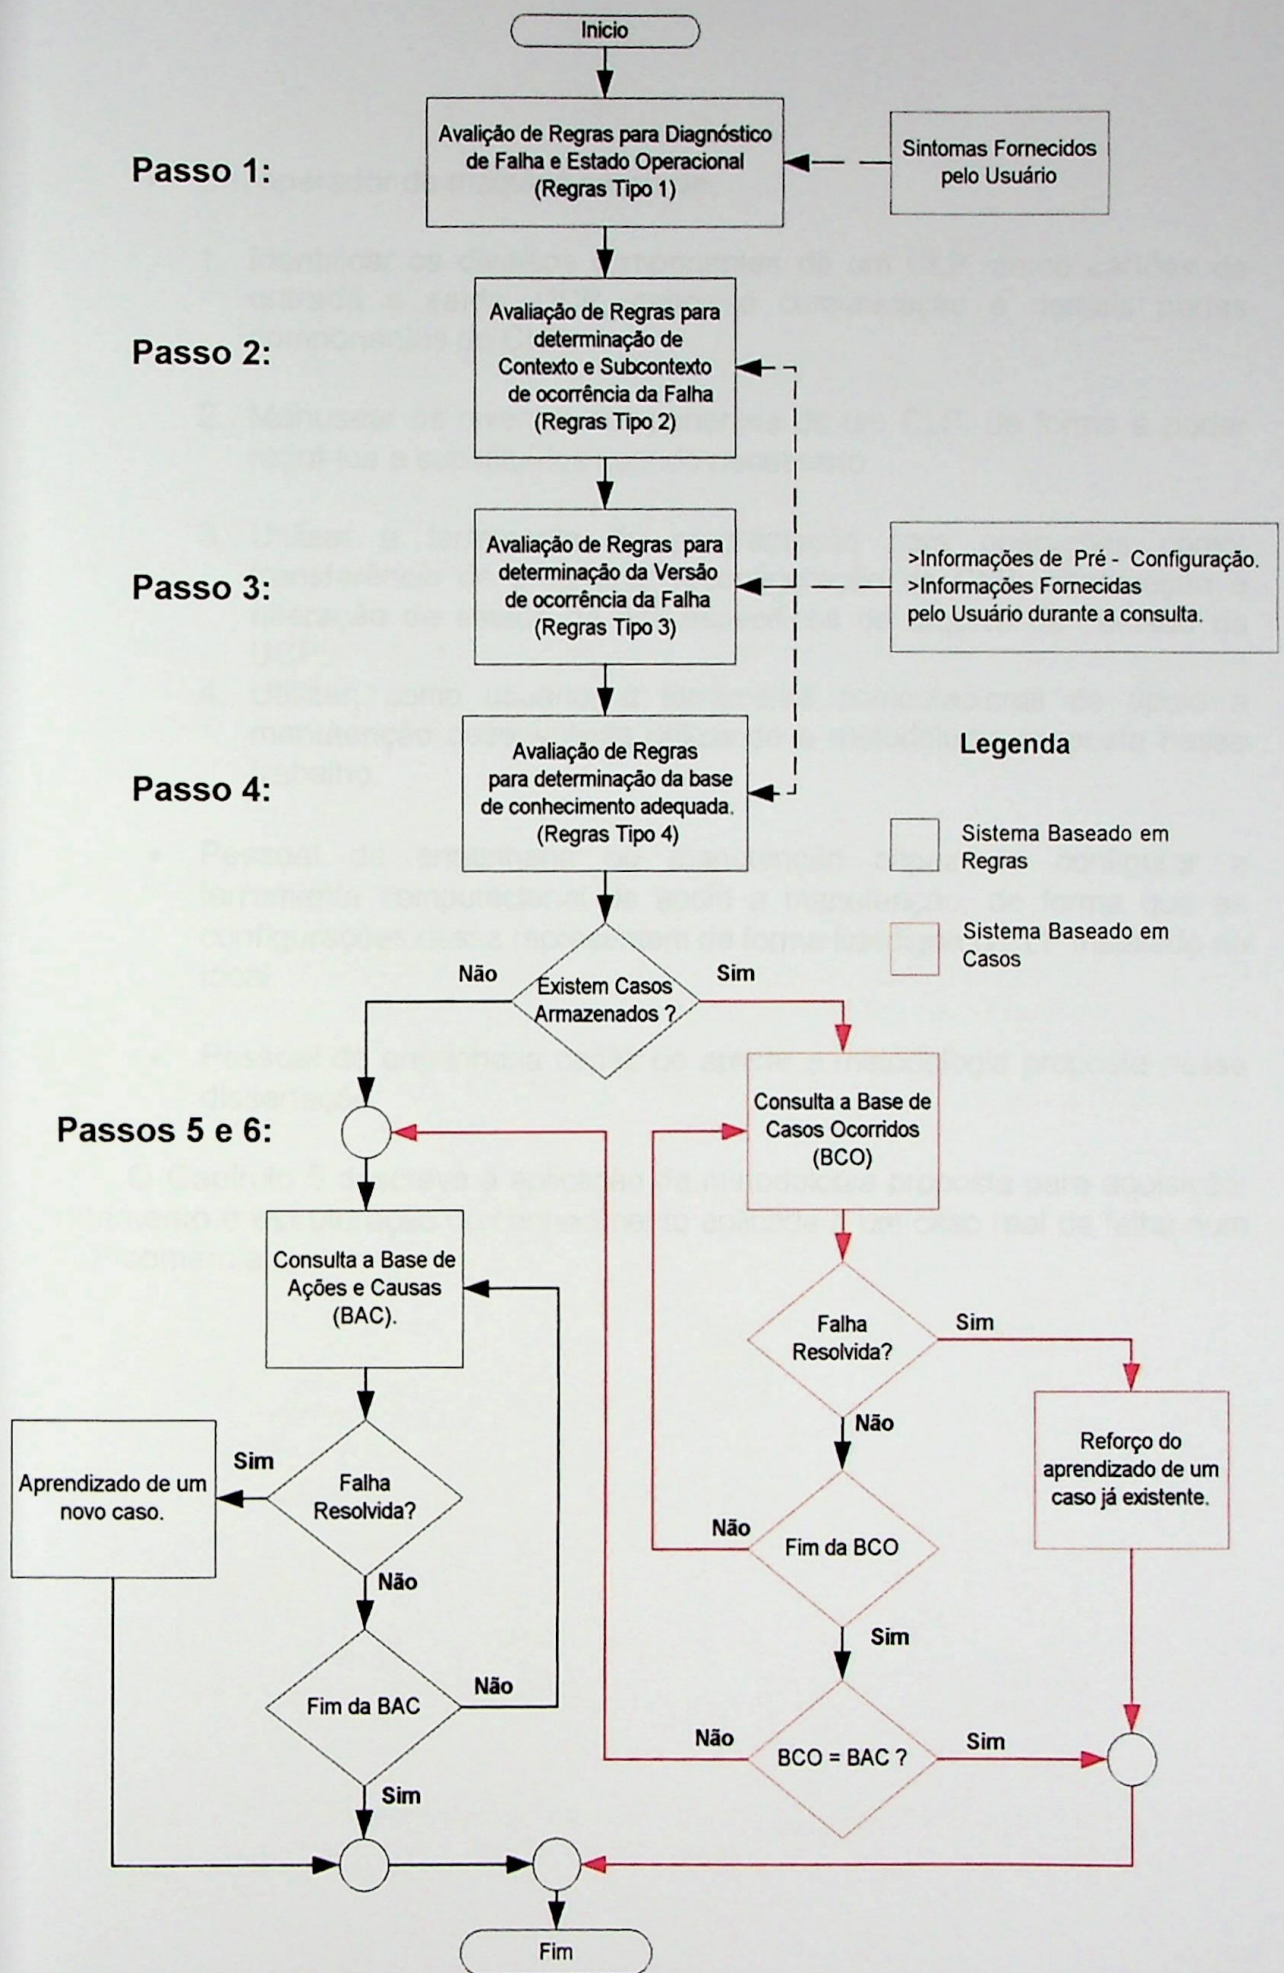 Inicio
Avalição de Regras para Diagnóstico
de Falha e Estado Operacional
(Regras Tipo 1)
Sintomas Fornecidos
pelo Usuário
Passo 1:
Avaliação de Regras para
determinação de
Contexto e Subcontexto
de ocorrência da Falha
(Regras Tipo 2)
Passo 2:
Avaliação de Regras para
determinação da Versão
de ocorrência da Falha
(Regras Tipo 3)
Passo 3:
>Informações de Pré - Configuração.
>Informações Fornecidas
pelo Usuário durante a consulta.
Avaliação de Regras
para determinação da base
de conhecimento adequada.
(Regras Tipo 4)
Passo 4:
Legenda
Sistema Baseado em
Regras
Sistema Baseado em
Casos
Não
Existem Casos
Armazenados ?
Sim
Passos 5 e 6:
Consulta a Base de
Casos Ocorridos
(BCO)
Consulta a Base de
Ações e Causas
(BAC).
Falha
Resolvida?
Sim
Não
Reforço do
aprendizado de um
caso já existente.
Aprendizado de um
novo caso.
Sim
Falha
Resolvida?
Não
Não
Fim da BCO
Sim
Fim da BAC
Não
Sim
Não
BCO = BAC ?
Sim
Fim